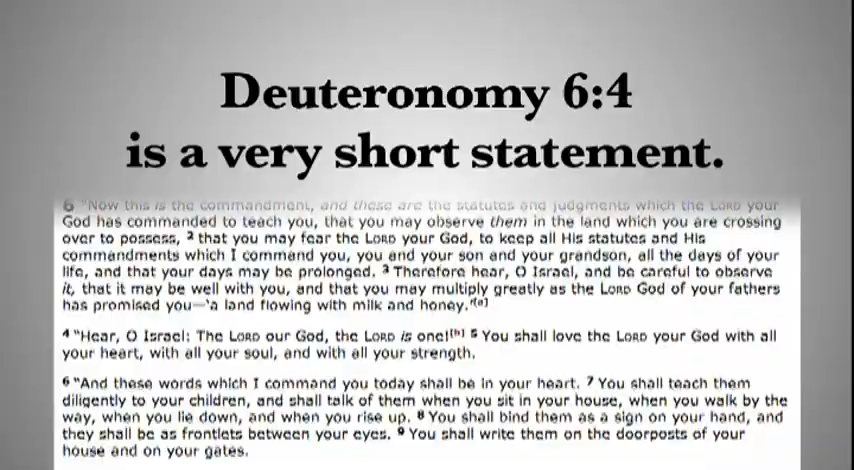 Deuteronomy 6:4
is a very short statement.
6 "Now this is the commandment, and these are the statutes and judgments which the LORD your
God has commanded to teach you, that you may observe them in the land which you are crossing
over to possess, 2 that you may fear the LORD your God, to keep all His statutes and His
commandments which I command you, you and your son and your grandson, all the days of your
life, and that your days may be prolonged. 3 Therefore hear, O Israel, and be careful to observe
it, that it may be well with you, and that you may multiply greatly as the LORD God of your fathers
has promised you—'a land flowing with milk and honey.'[a]
4 "Hear, O Israel: The LORD our God, the LORD is one![b] 5 You shall love the LORD your God with all
your heart, with all your soul, and with all your strength.
6 "And these words which I command you today shall be in your heart. 7 You shall teach them
diligently to your children, and shall talk of them when you sit in your house, when you walk by the
way, when you lie down, and when you rise up. 8 You shall bind them as a sign on your hand, and
they shall be as frontlets between your eyes. 9 You shall write them on the doorposts of your
house and on your gates.